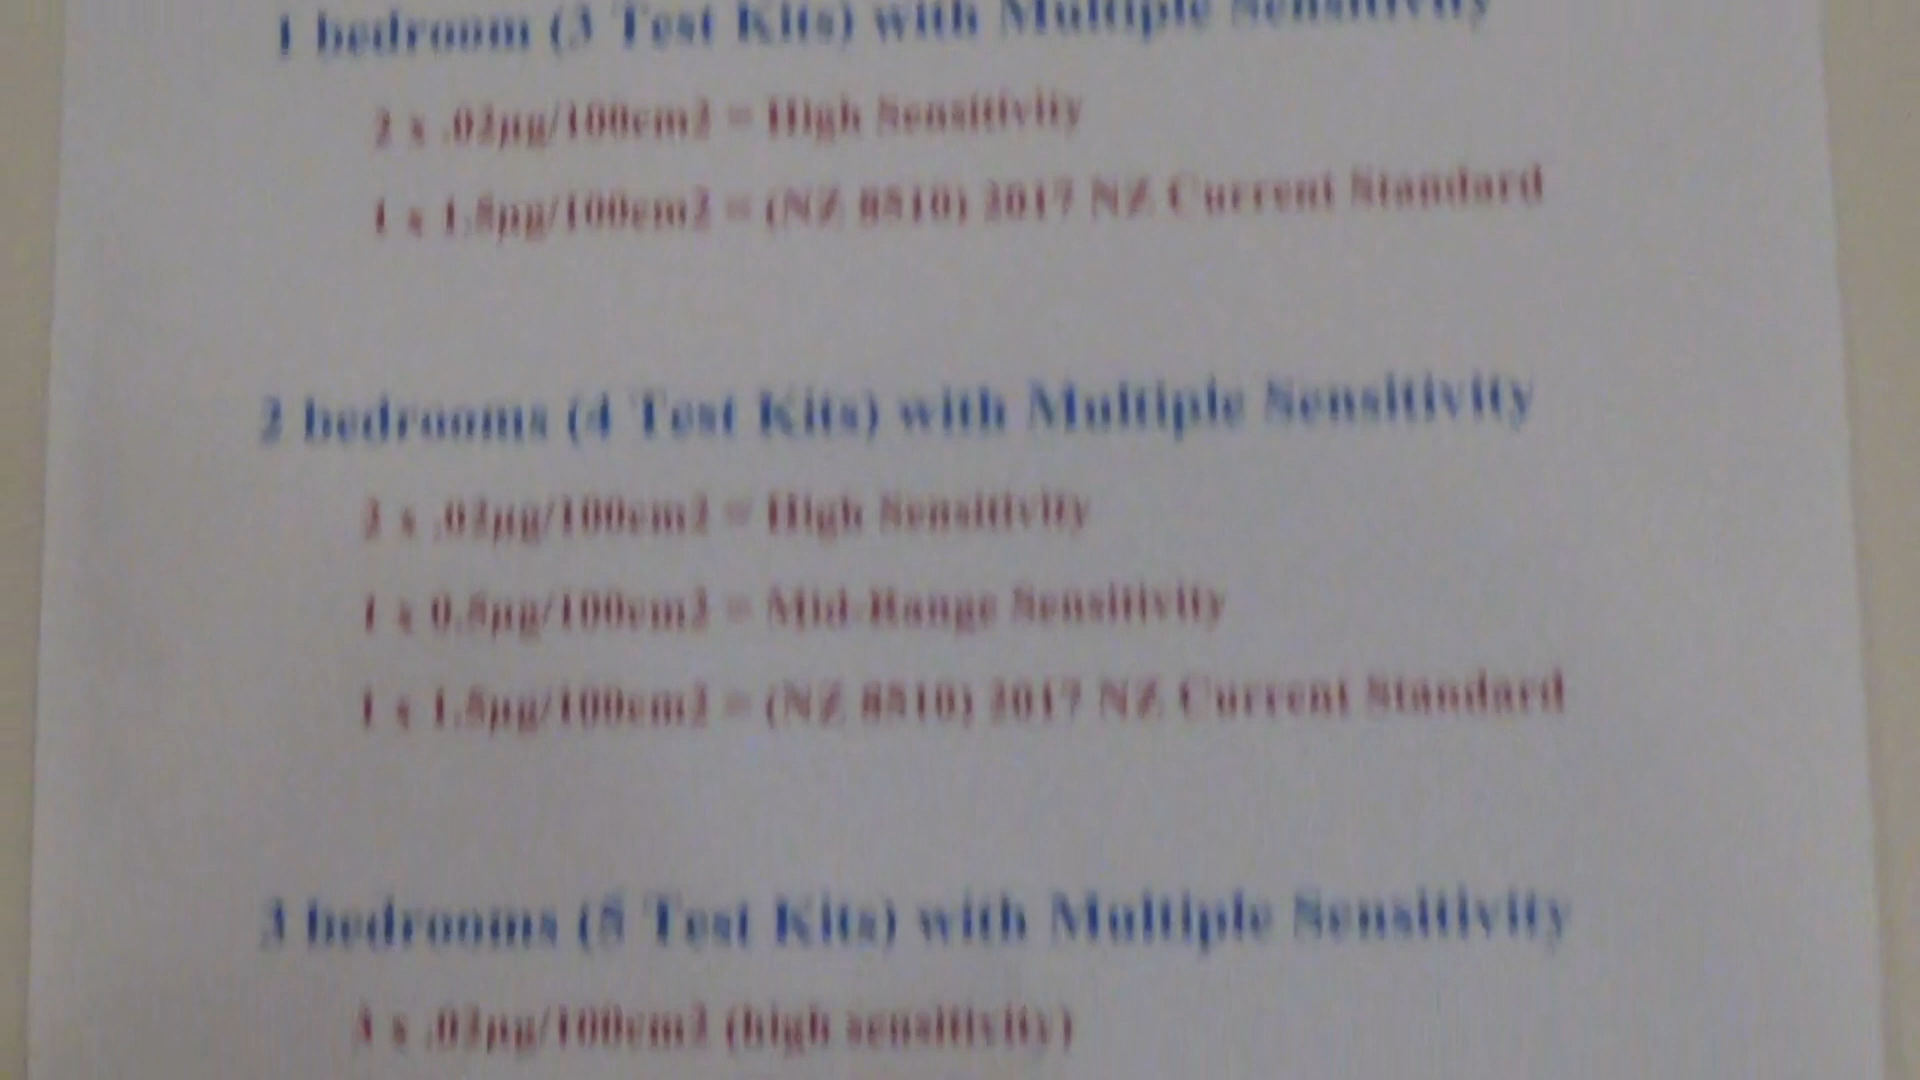 1 bedroom (3 Test Kits) with Multiple Sensitivity
2 x .02µg/100cm2 = High Sensitivity
1 x 1.5µg/100cm2 = (NZ 8510) 2017 NZ Current Standard
2 bedrooms (4 Test Kits) with Multiple Sensitivity
2 x .02µg/100cm2 = High Sensitivity
1 x 0.5µg/100cm2 = Mid-Range Sensitivity
1 x 1.5µg/100cm2 = (NZ 8510) 2017 NZ Current Standard
3 bedrooms (5 Test Kits) with Multiple Sensitivity
x .02µg/100cm2 (high sensitivity)